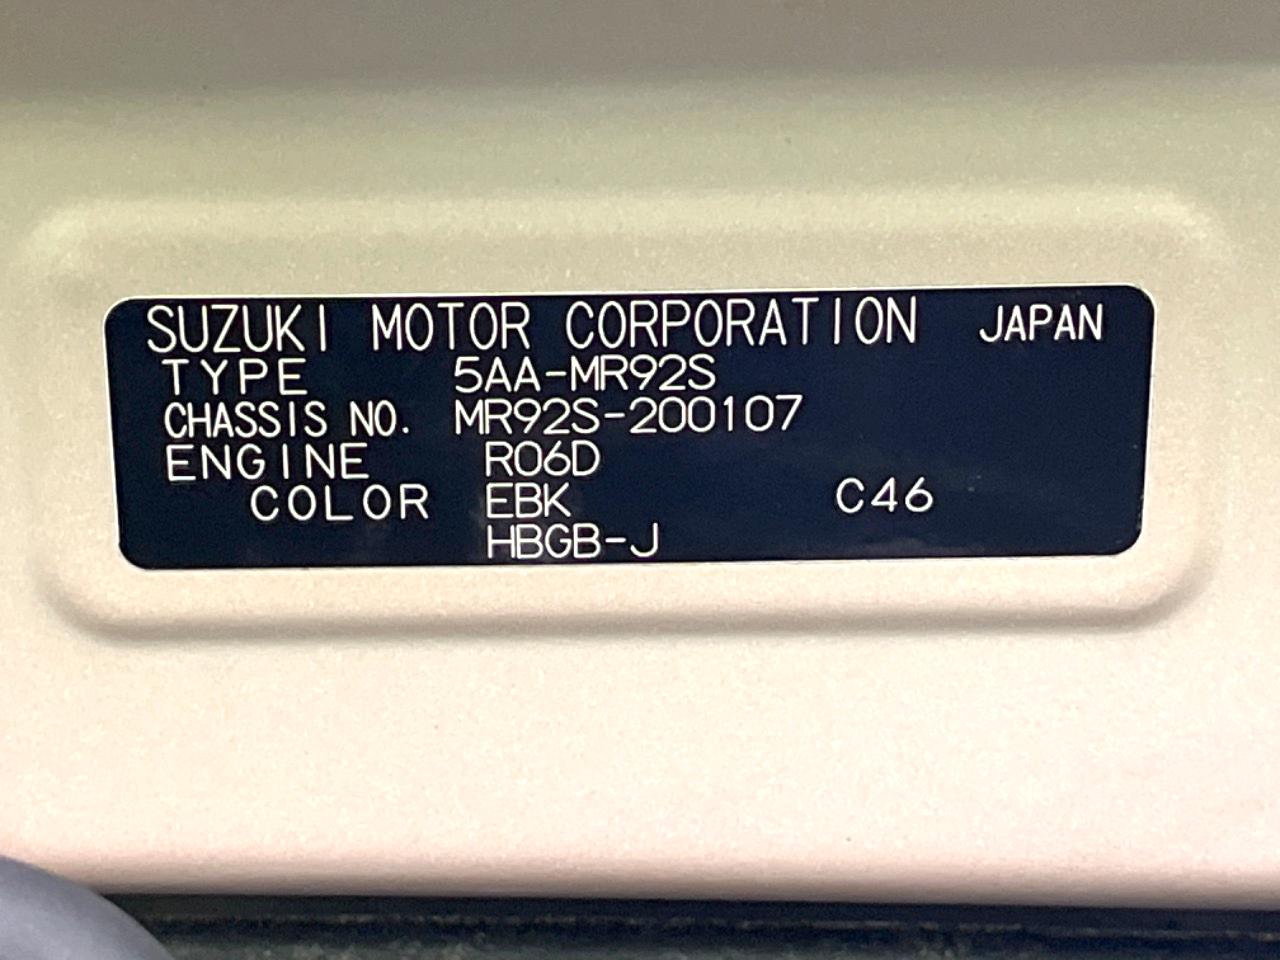 SUZUKI MOTOR CORPORATION JAPAN
TYPE 5AA-MR92S
CHASSIS NO. MR92S-200107
ENGINE R06D
COLOR EBK C46
HBGB-J